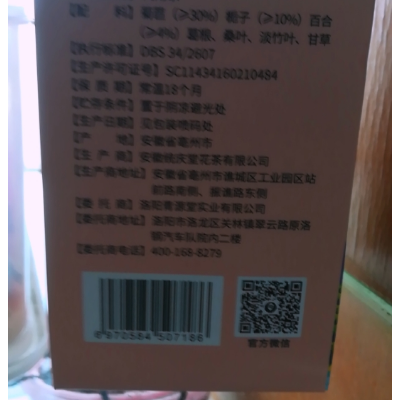 【配 料】菊苣（≥30%）栀子（≥10%）百合
（≥4%）葛根、桑叶、淡竹叶、甘草
【执行标准】DBS 34/2607
【生产许可证号】SC11434160210484
【保 质 期】常温18个月
【贮存条件】置于阴凉避光处
【生产日期】见包装喷码处
【产 地】安徽省亳州市
【生 产 商】安徽统庆堂花茶有限公司
【生产商地址】安徽省亳州市谯城区工业园区站
前路南侧、振通路东侧
【委 托 商】洛阳青源堂实业有限公司
【委托商地址】洛阳市洛龙区关林镇翠云路原洛
钢汽车队院内二楼
【委托商电话】400-168-8279
6 970584 507186
官方微信